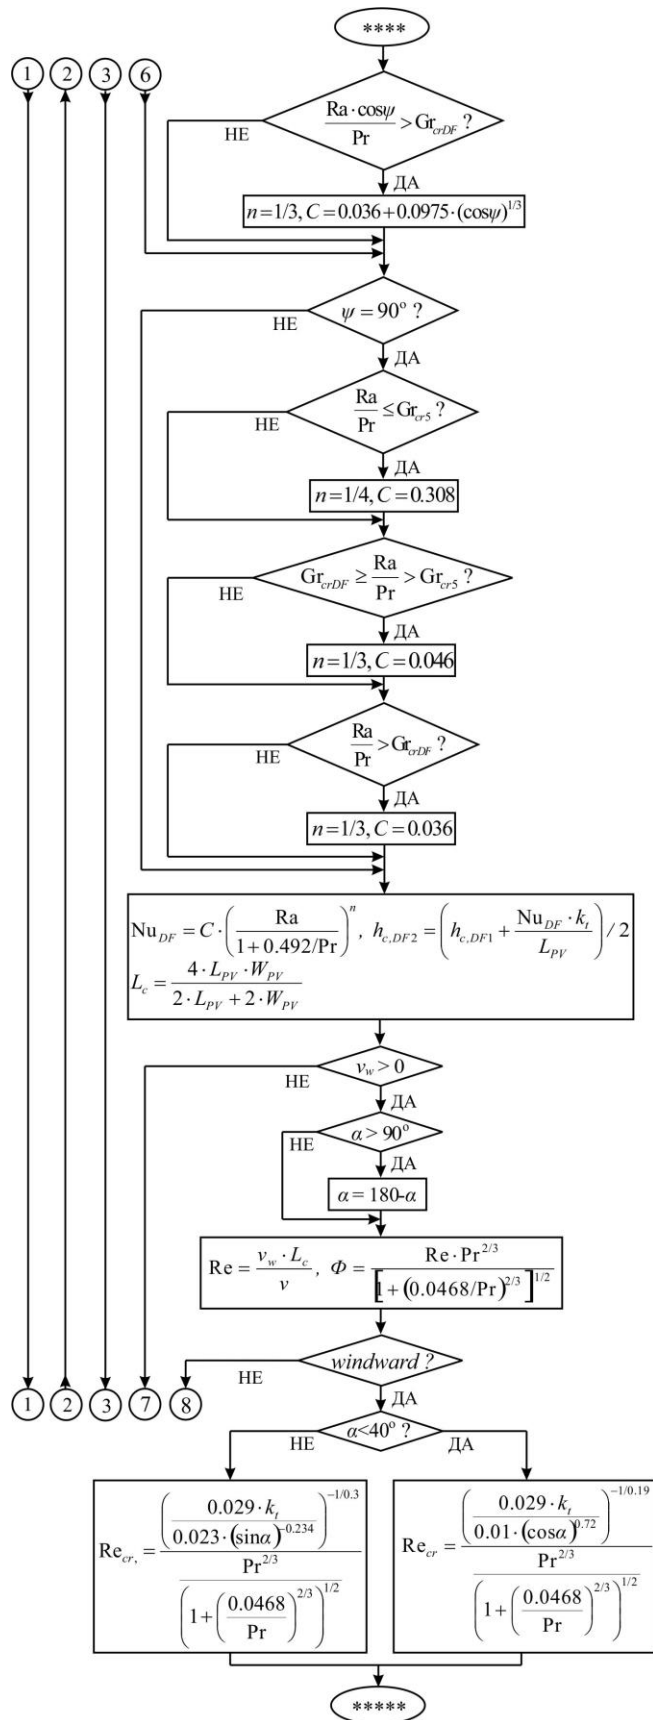 ****
1 2 3 6
Ra·cosψ / Pr > Gr_crDF ?
НЕ
ДА
n=1/3, C=0.036+0.0975·(cosψ)^1/3
ψ = 90° ?
НЕ
ДА
Ra / Pr ≤ Gr_cr5 ?
НЕ
ДА
n=1/4, C=0.308
Gr_crDF ≥ Ra / Pr > Gr_cr5 ?
НЕ
ДА
n=1/3, C=0.046
Ra / Pr > Gr_crDF ?
НЕ
ДА
n=1/3, C=0.036
Nu_DF = C·(Ra / (1+0.492/Pr))^n, h_c,DF2 = (h_c,DF1 + Nu_DF·k_t / L_PV) / 2
L_c = 4·L_PV·W_PV / (2·L_PV + 2·W_PV)
v_w > 0
НЕ
ДА
α > 90°
НЕ
ДА
α = 180-α
Re = v_w·L_c / ν, Φ = Re·Pr^2/3 / [1+(0.0468/Pr)^2/3]^1/2
windward ?
НЕ
ДА
1 2 3 7 8
α<40° ?
НЕ
ДА
Re_cr, = (0.029·k_t / (0.023·(sinα)^-0.234))^-1/0.3 / (Pr^2/3 / (1+(0.0468 / Pr)^2/3)^1/2)
Re_cr = (0.029·k_t / (0.01·(cosα)^0.72))^-1/0.19 / (Pr^2/3 / (1+(0.0468 / Pr)^2/3)^1/2)
*****